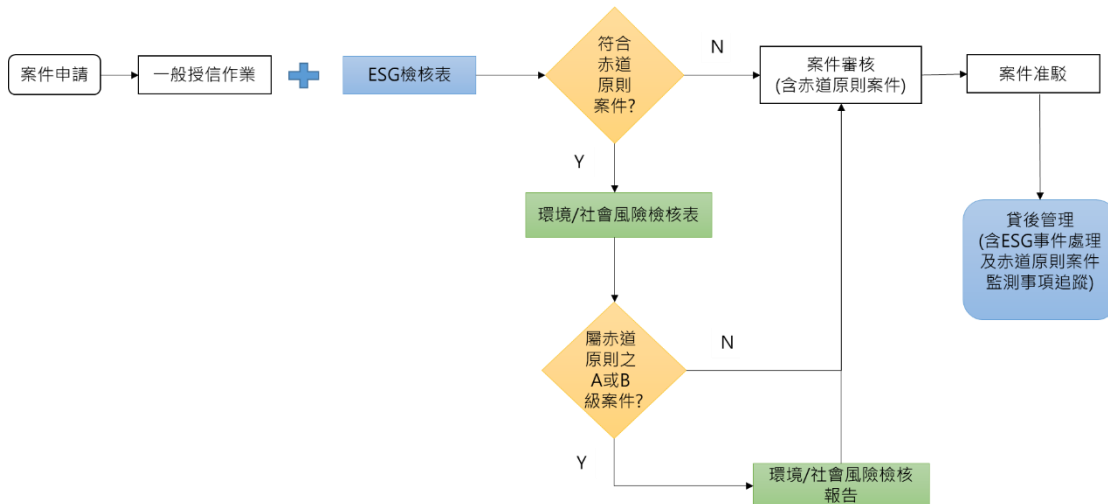 案件申請
一般授信作業
ESG檢核表
符合
赤道
原則
案件?
N
案件審核
(含赤道原則案件)
案件准駁
Y
環境/社會風險檢核表
貸後管理
(含ESG事件處理
及赤道原則案件
監測事項追蹤)
屬赤道
原則之
A或B
級案件?
N
Y
環境/社會風險檢核
報告